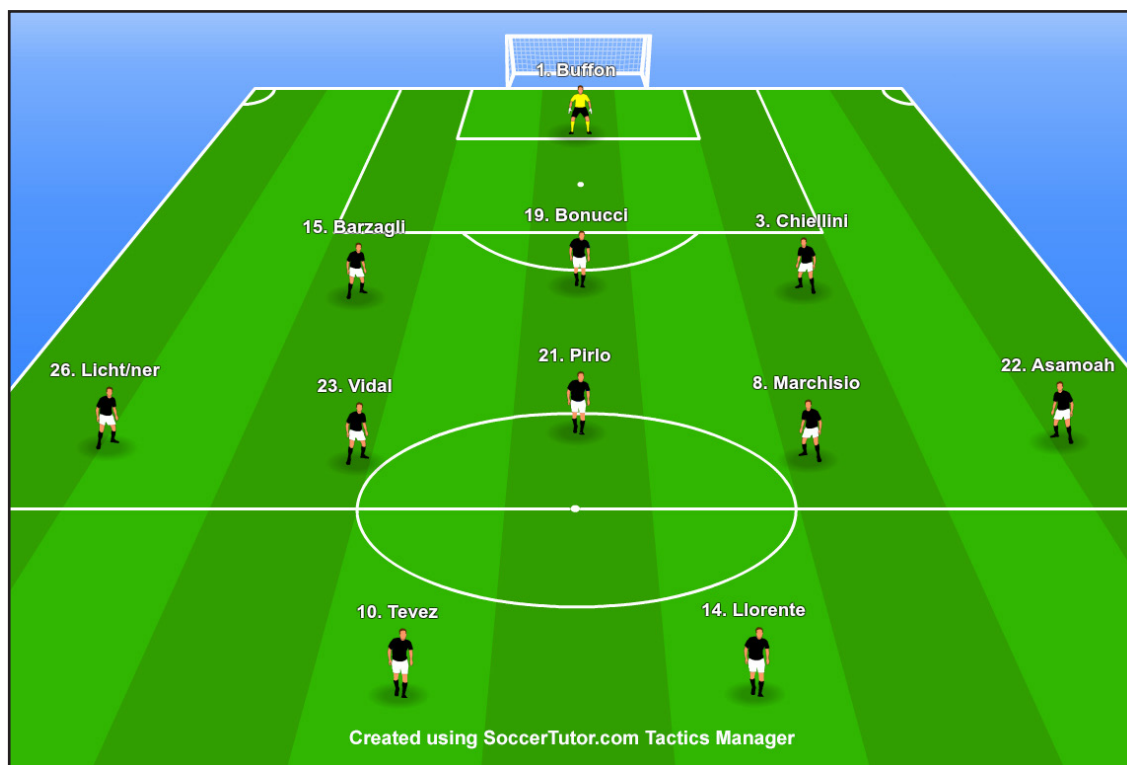 1. Buffon
15. Barzagli
19. Bonucci
3. Chiellini
26. Licht/ner
23. Vidal
21. Pirlo
8. Marchisio
22. Asamoah
10. Tevez
14. Llorente
Created using SoccerTutor.com Tactics Manager